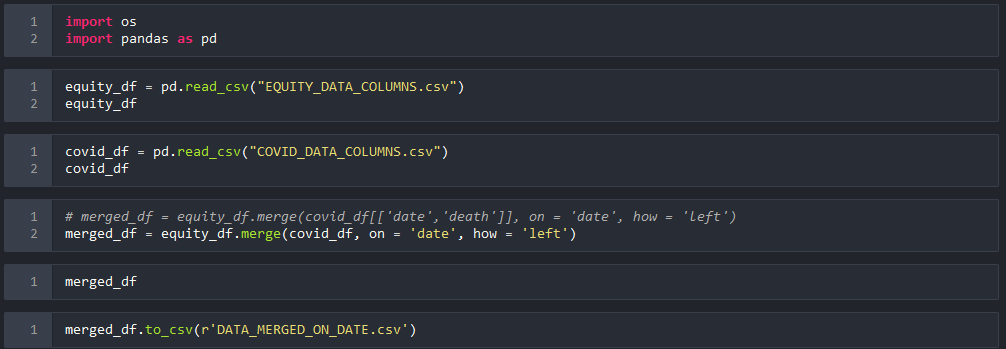 1 import os
2 import pandas as pd
1 equity_df = pd.read_csv("EQUITY_DATA_COLUMNS.csv")
2 equity_df
1 covid_df = pd.read_csv("COVID_DATA_COLUMNS.csv")
2 covid_df
1 # merged_df = equity_df.merge(covid_df[['date','death']], on = 'date', how = 'left')
2 merged_df = equity_df.merge(covid_df, on = 'date', how = 'left')
1 merged_df
1 merged_df.to_csv(r'DATA_MERGED_ON_DATE.csv')